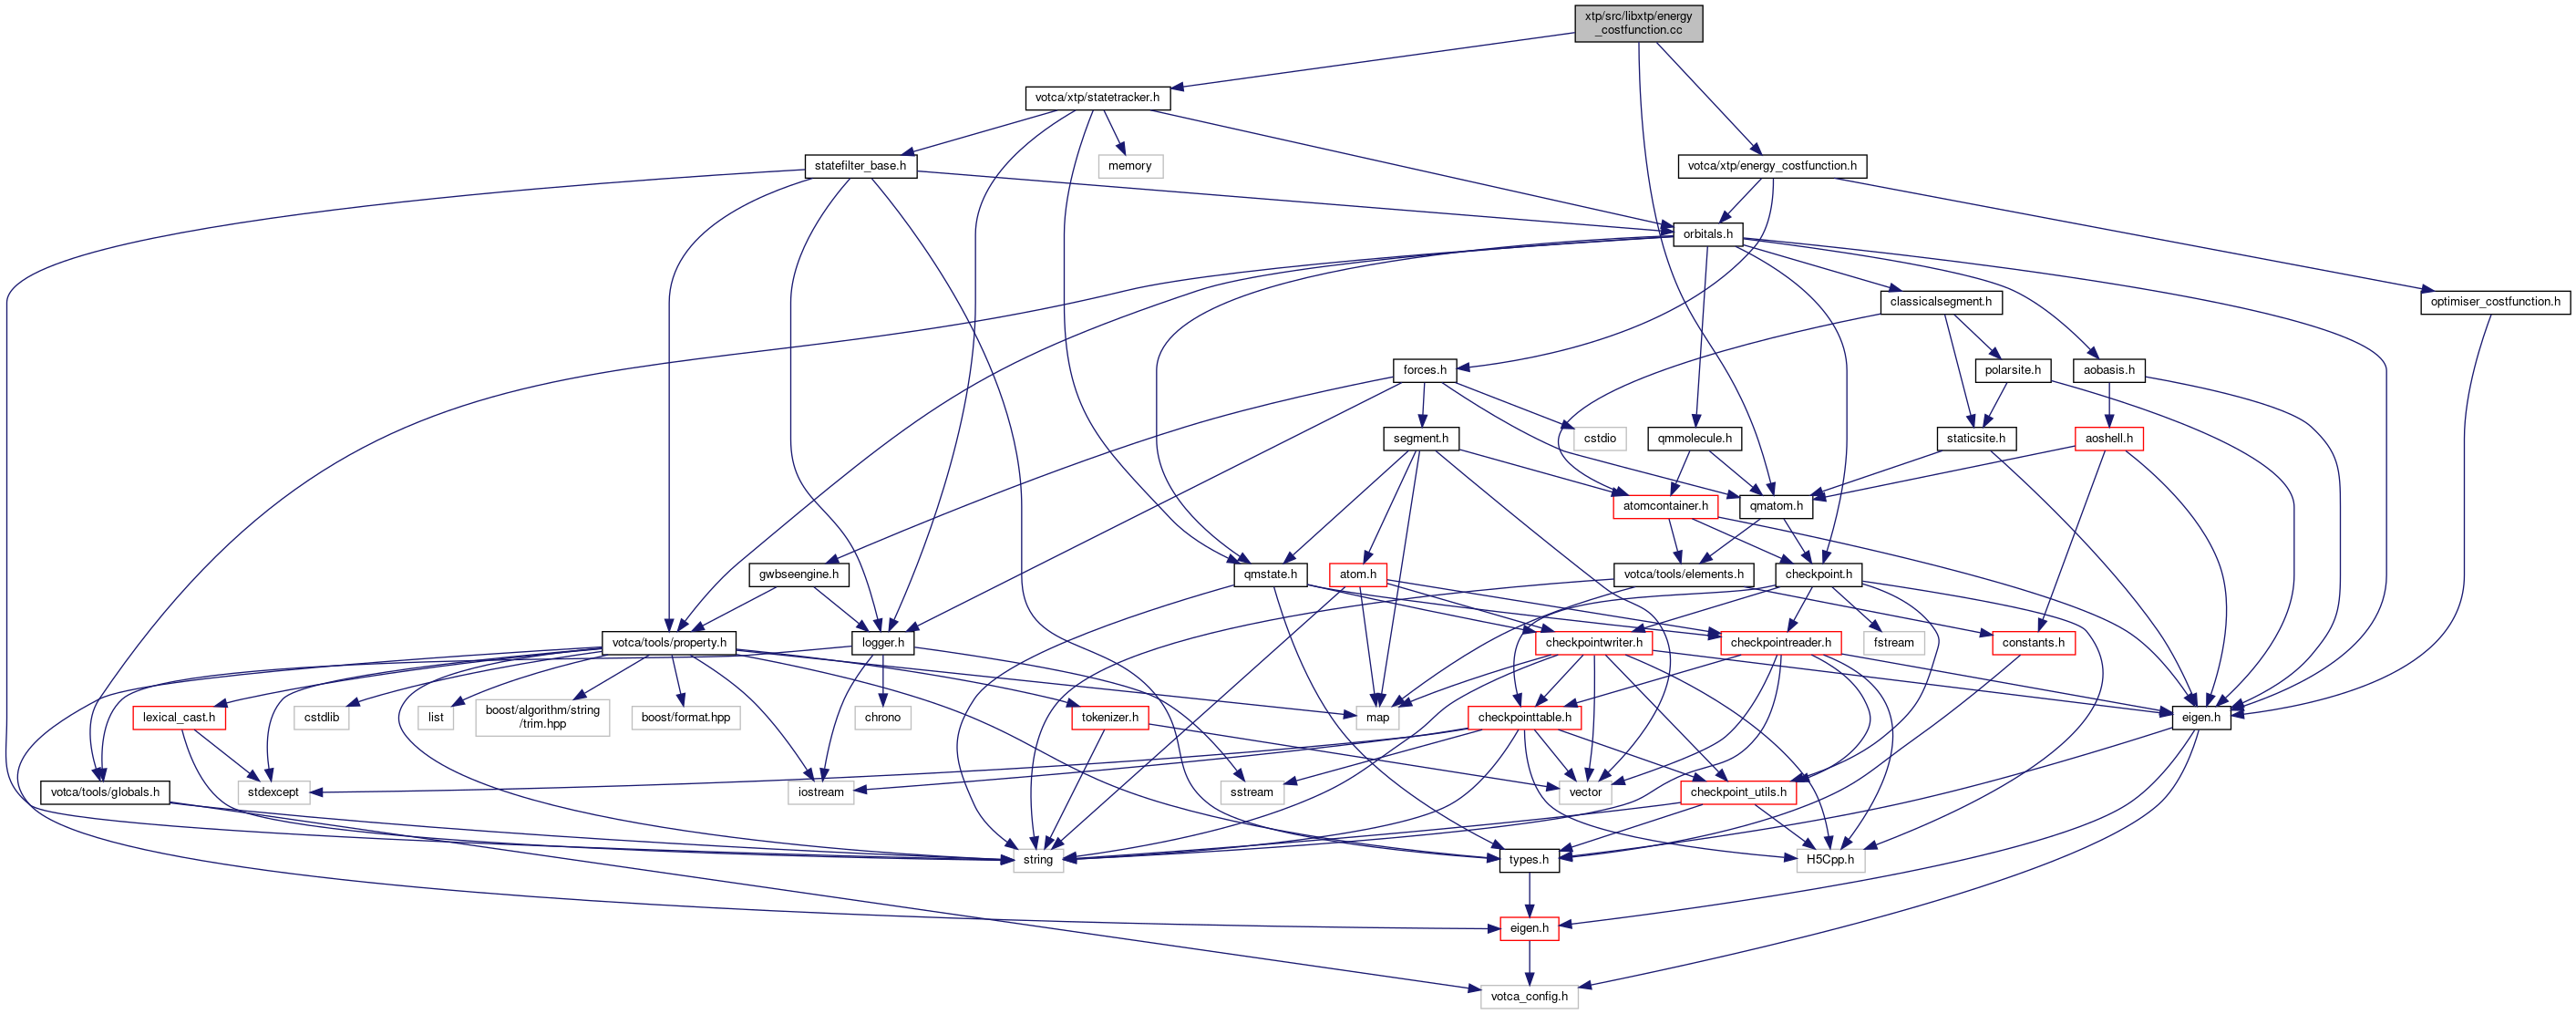 xtp/src/libxtp/energy
_costfunction.cc
votca/xtp/statetracker.h
statefilter_base.h
memory
votca/xtp/energy_costfunction.h
orbitals.h
classicalsegment.h
optimiser_costfunction.h
forces.h
polarsite.h
aobasis.h
segment.h
cstdio
qmmolecule.h
staticsite.h
aoshell.h
atomcontainer.h
qmatom.h
gwbseengine.h
qmstate.h
atom.h
votca/tools/elements.h
checkpoint.h
votca/tools/property.h
logger.h
checkpointwriter.h
checkpointreader.h
fstream
constants.h
lexical_cast.h
cstdlib
list
boost/algorithm/string
/trim.hpp
boost/format.hpp
chrono
tokenizer.h
map
checkpointtable.h
eigen.h
votca/tools/globals.h
stdexcept
iostream
sstream
vector
checkpoint_utils.h
string
types.h
H5Cpp.h
eigen.h
votca_config.h